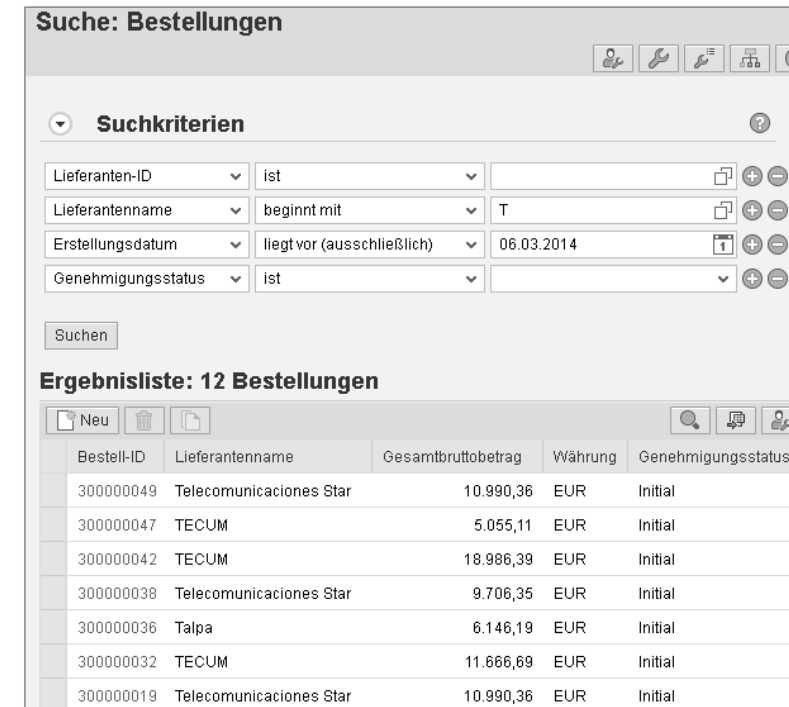 Suche: Bestellungen
Suchkriterien
Lieferanten-ID ist
Lieferantenname beginnt mit T
Erstellungsdatum liegt vor (ausschließlich) 06.03.2014 1
Genehmigungsstatus ist
Suchen
Ergebnisliste: 12 Bestellungen
Neu
Bestell-ID Lieferantenname Gesamtbruttobetrag Währung Genehmigungsstatus
300000049 Telecomunicaciones Star 10.990,36 EUR Initial
300000047 TECUM 5.055,11 EUR Initial
300000042 TECUM 18.986,39 EUR Initial
300000038 Telecomunicaciones Star 9.706,35 EUR Initial
300000036 Talpa 6.146,19 EUR Initial
300000032 TECUM 11.666,69 EUR Initial
300000019 Telecomunicaciones Star 10.990,36 EUR Initial